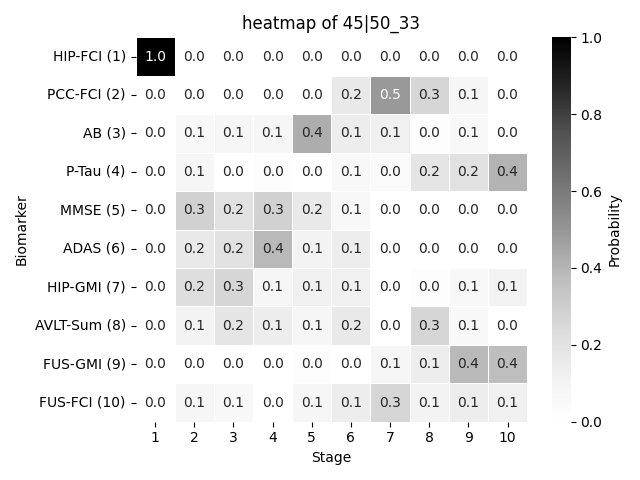 heatmap of 45|50_33
HIP-FCI (1) 1.0 0.0 0.0 0.0 0.0 0.0 0.0 0.0 0.0 0.0
PCC-FCI (2) 0.0 0.0 0.0 0.0 0.0 0.2 0.5 0.3 0.1 0.0
AB (3) 0.0 0.1 0.1 0.1 0.4 0.1 0.1 0.0 0.1 0.0
P-Tau (4) 0.0 0.1 0.0 0.0 0.0 0.1 0.0 0.2 0.2 0.4
MMSE (5) 0.0 0.3 0.2 0.3 0.2 0.1 0.0 0.0 0.0 0.0
ADAS (6) 0.0 0.2 0.2 0.4 0.1 0.1 0.0 0.0 0.0 0.0
HIP-GMI (7) 0.0 0.2 0.3 0.1 0.1 0.1 0.0 0.0 0.1 0.1
AVLT-Sum (8) 0.0 0.1 0.2 0.1 0.1 0.2 0.0 0.3 0.1 0.0
FUS-GMI (9) 0.0 0.0 0.0 0.0 0.0 0.0 0.1 0.1 0.4 0.4
FUS-FCI (10) 0.0 0.1 0.1 0.0 0.1 0.1 0.3 0.1 0.1 0.1
1 2 3 4 5 6 7 8 9 10
Stage
Biomarker
1.0
0.8
0.6
0.4
0.2
0.0
Probability